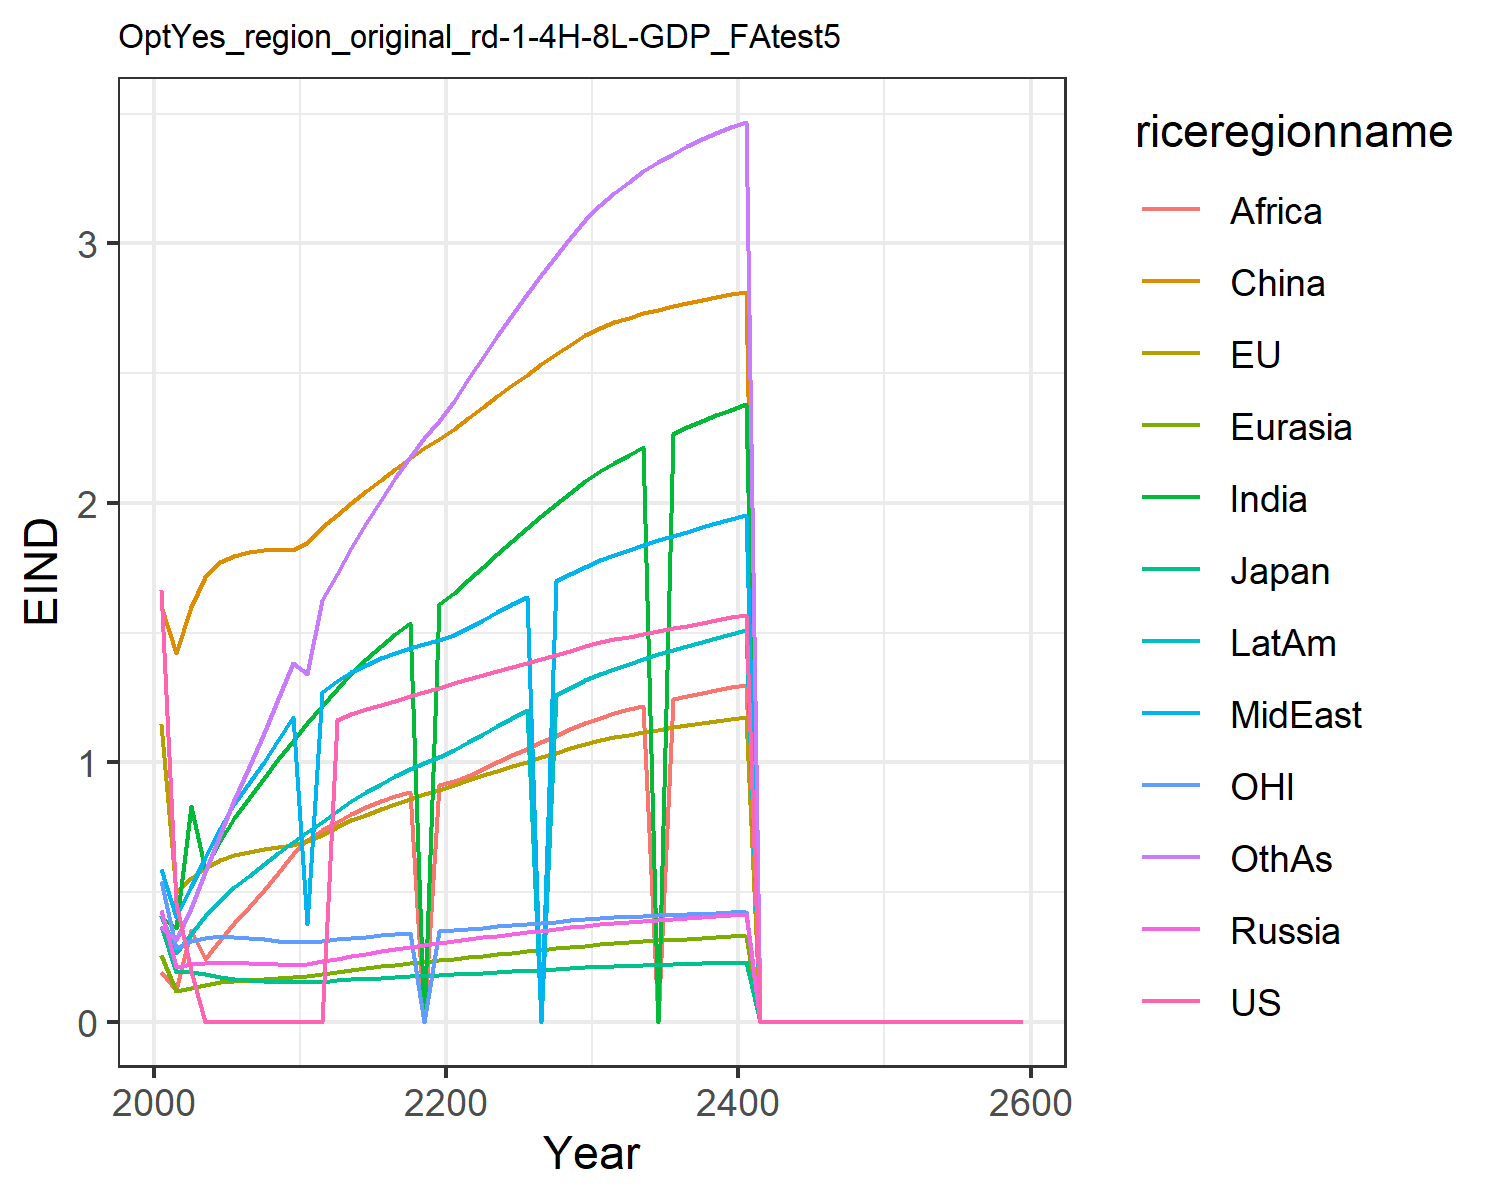 OptYes_region_original_rd-1-4H-8L-GDP_FAtest5
EIND
3
2
1
0
2000
2200
2400
2600
Year
riceregionname
Africa
China
EU
Eurasia
India
Japan
LatAm
MidEast
OHI
OthAs
Russia
US